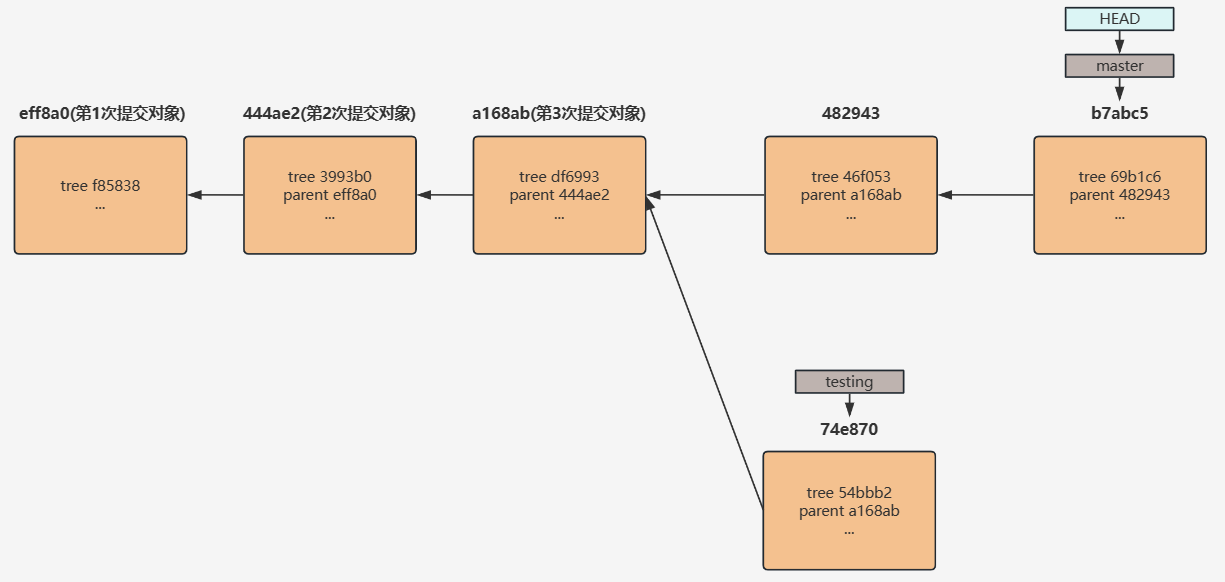 HEAD
master
eff8a0(第1次提交对象)
444ae2(第2次提交对象)
a168ab(第3次提交对象)
482943
b7abc5
tree f85838
...
tree 3993b0
parent eff8a0
...
tree df6993
parent 444ae2
...
tree 46f053
parent a168ab
...
tree 69b1c6
parent 482943
...
testing
74e870
tree 54bbb2
parent a168ab
...